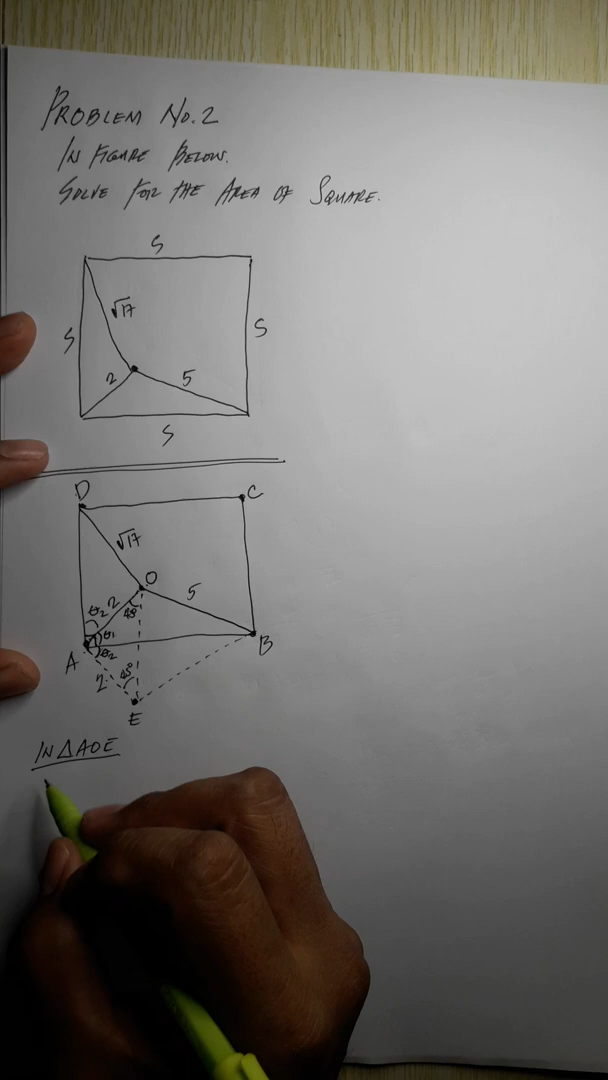 PROBLEM No.2
IN FIGURE BELOW.
SOLVE FOR THE AREA OF SQUARE.
S
√17
S
S
2
5
S
D
C
√17
O
5
θ₂
2
45°
θ₁
θ₂
A
B
2
45°
E
IN △AOE